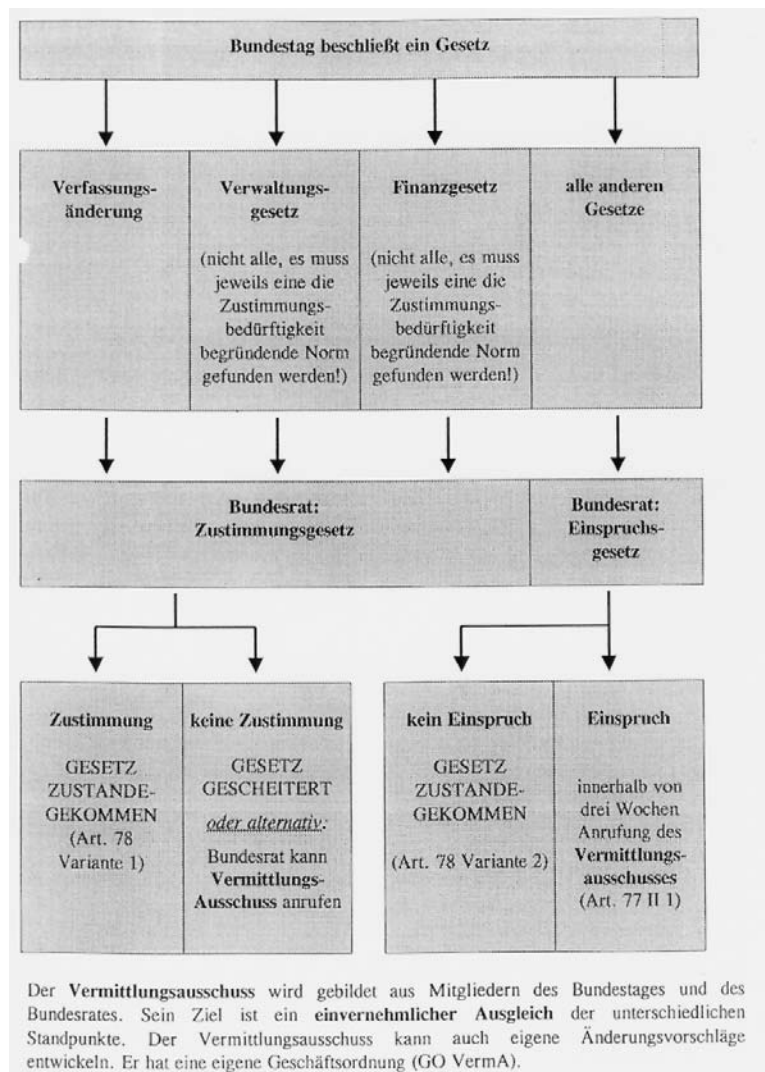 Bundestag beschließt ein Gesetz
Verfassungs-
änderung
Verwaltungs-
gesetz
(nicht alle, es muss
jeweils eine die
Zustimmungs-
bedürftigkeit
begründende Norm
gefunden werden!)
Finanzgesetz
(nicht alle, es muss
jeweils eine die
Zustimmungs-
bedürftigkeit
begründende Norm
gefunden werden!)
alle anderen
Gesetze
Bundesrat:
Zustimmungsgesetz
Bundesrat:
Einspruchs-
gesetz
Zustimmung
GESETZ
ZUSTANDE-
GEKOMMEN
(Art. 78
Variante 1)
keine Zustimmung
GESETZ
GESCHEITERT
oder alternativ:
Bundesrat kann
Vermittlungs-
Ausschuss anrufen
kein Einspruch
GESETZ
ZUSTANDE-
GEKOMMEN
(Art. 78 Variante 2)
Einspruch
innerhalb von
drei Wochen
Anrufung des
Vermittlungs-
ausschusses
(Art. 77 II 1)
Der Vermittlungsausschuss wird gebildet aus Mitgliedern des Bundestages und des
Bundesrates. Sein Ziel ist ein einvernehmlicher Ausgleich der unterschiedlichen
Standpunkte. Der Vermittlungsausschuss kann auch eigene Änderungsvorschläge
entwickeln. Er hat eine eigene Geschäftsordnung (GO VermA).